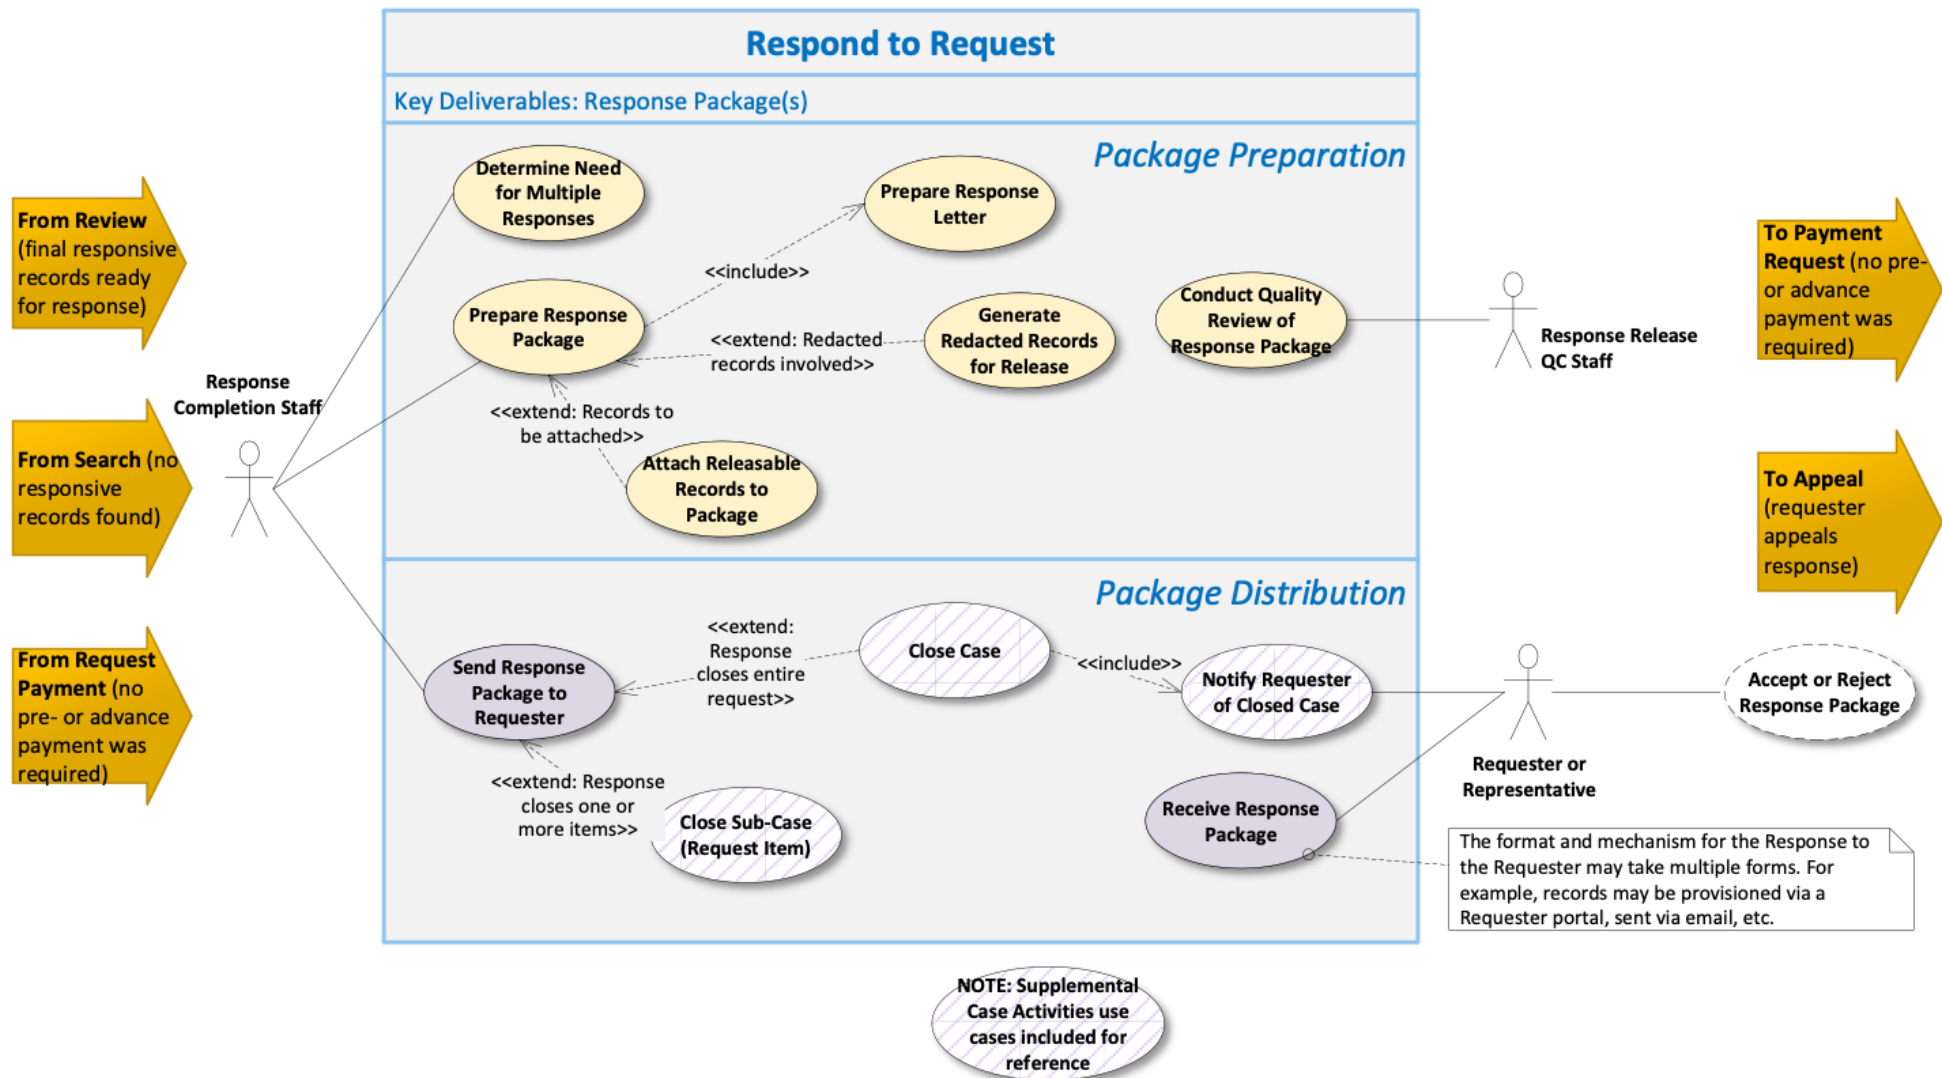 Respond to Request
Key Deliverables: Response Package(s)
Package Preparation
From Review
(final responsive
records ready
for response)
From Search (no
responsive
records found)
From Request
Payment (no
pre- or advance
payment was
required)
Response
Completion Staff
Determine Need
for Multiple
Responses
Prepare Response
Letter
<<include>>
Prepare Response
Package
<<extend: Redacted
records involved>>
Generate
Redacted Records
for Release
Conduct Quality
Review of
Response Package
<<extend: Records to
be attached>>
Attach Releasable
Records to
Package
Response Release
QC Staff
To Payment
Request (no pre-
or advance
payment was
required)
To Appeal
(requester
appeals
response)
Package Distribution
Send Response
Package to
Requester
<<extend:
Response
closes entire
request>>
Close Case
<<include>>
Notify Requester
of Closed Case
<<extend: Response
closes one or
more items>>
Close Sub-Case
(Request Item)
Receive Response
Package
Requester or
Representative
Accept or Reject
Response Package
The format and mechanism for the Response to
the Requester may take multiple forms. For
example, records may be provisioned via a
Requester portal, sent via email, etc.
NOTE: Supplemental
Case Activities use
cases included for
reference